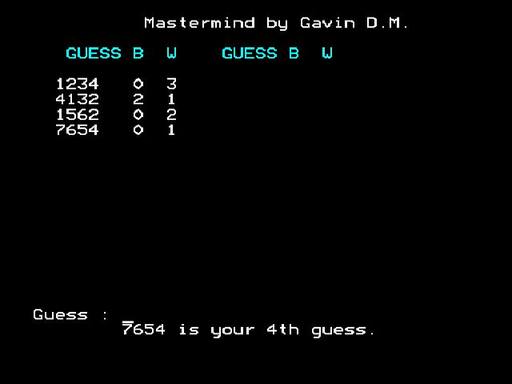 Mastermind by Gavin D.M.
GUESS B W GUESS B W
1234 0 3
4132 2 1
1562 0 2
7654 0 1
Guess : _
7654 is your 4th guess.